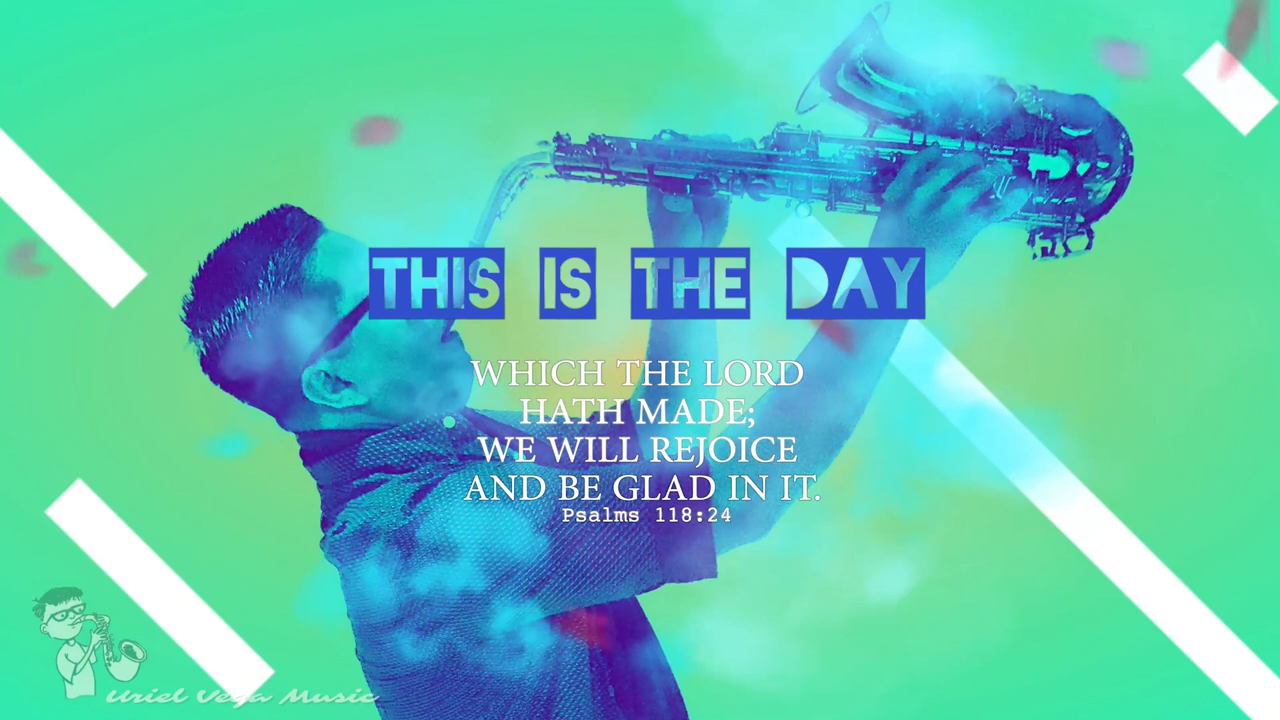 THIS IS THE DAY
WHICH THE LORD
HATH MADE;
WE WILL REJOICE
AND BE GLAD IN IT.
Psalms 118:24
Uriel Vega Music